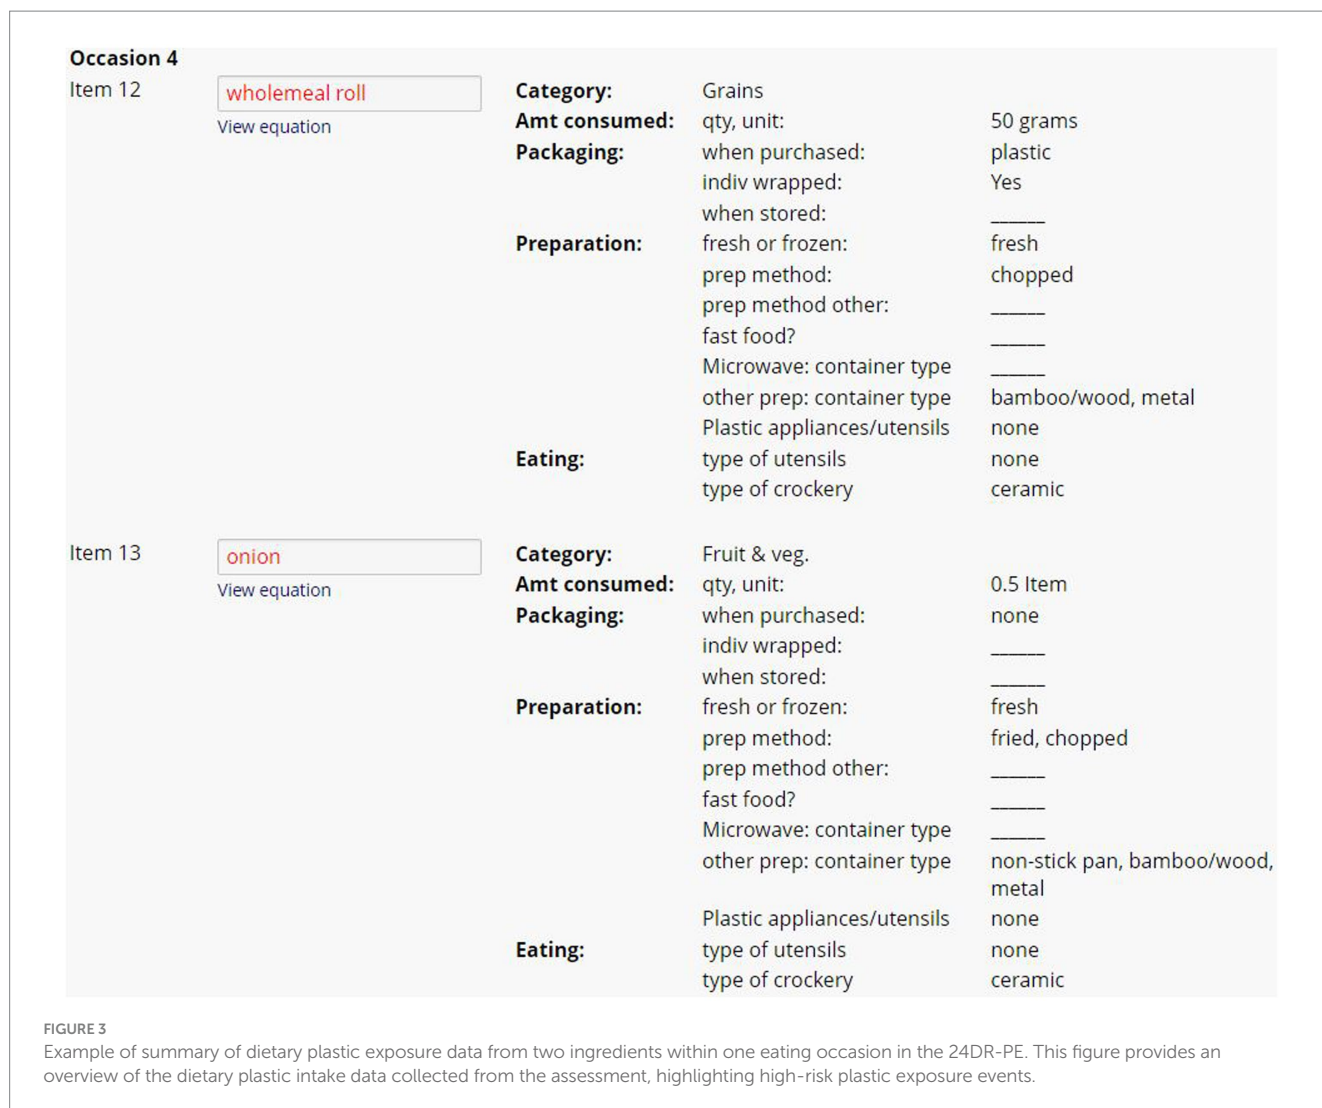 Occasion 4
Item 12 wholemeal roll Category: Grains
View equation Amt consumed: qty, unit: 50 grams
Packaging: when purchased: plastic
indiv wrapped: Yes
when stored: ______
Preparation: fresh or frozen: fresh
prep method: chopped
prep method other: ______
fast food? ______
Microwave: container type ______
other prep: container type bamboo/wood, metal
Plastic appliances/utensils none
Eating: type of utensils none
type of crockery ceramic
Item 13 onion Category: Fruit & veg.
View equation Amt consumed: qty, unit: 0.5 Item
Packaging: when purchased: none
indiv wrapped: ______
when stored: ______
Preparation: fresh or frozen: fresh
prep method: fried, chopped
prep method other: ______
fast food? ______
Microwave: container type ______
other prep: container type non-stick pan, bamboo/wood,
metal
Plastic appliances/utensils none
Eating: type of utensils none
type of crockery ceramic
FIGURE 3
Example of summary of dietary plastic exposure data from two ingredients within one eating occasion in the 24DR-PE. This figure provides an
overview of the dietary plastic intake data collected from the assessment, highlighting high-risk plastic exposure events.